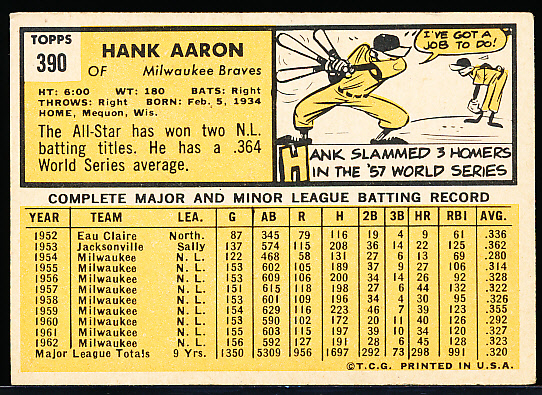 TOPPS
390
HANK AARON
OF Milwaukee Braves
HT: 6:00 WT: 180 BATS: Right
THROWS: Right BORN: Feb. 5, 1934
HOME, Mequon, Wis.
The All-Star has won two N.L.
batting titles. He has a .364
World Series average.
I'VE GOT A
JOB TO DO!
HANK SLAMMED 3 HOMERS
IN THE '57 WORLD SERIES
COMPLETE MAJOR AND MINOR LEAGUE BATTING RECORD
YEAR TEAM LEA. G AB R H 2B 3B HR RBI AVG.
1952 Eau Claire North. 87 345 79 116 19 4 9 61 .336
1953 Jacksonville Sally 137 574 115 208 36 14 22 125 .362
1954 Milwaukee N. L. 122 468 58 131 27 6 13 69 .280
1955 Milwaukee N. L. 153 602 105 189 37 9 27 106 .314
1956 Milwaukee N. L. 153 609 106 200 34 14 26 92 .328
1957 Milwaukee N. L. 151 615 118 198 27 6 44 132 .322
1958 Milwaukee N. L. 153 601 109 196 34 4 30 95 .326
1959 Milwaukee N. L. 154 629 116 223 46 7 39 123 .355
1960 Milwaukee N. L. 153 590 102 172 20 11 40 126 .292
1961 Milwaukee N. L. 155 603 115 197 39 10 34 120 .327
1962 Milwaukee N. L. 156 592 127 191 28 6 45 128 .323
Major League Totals 9 Yrs. 1350 5309 956 1697 292 73 298 991 .320
©T.C.G. PRINTED IN U.S.A.